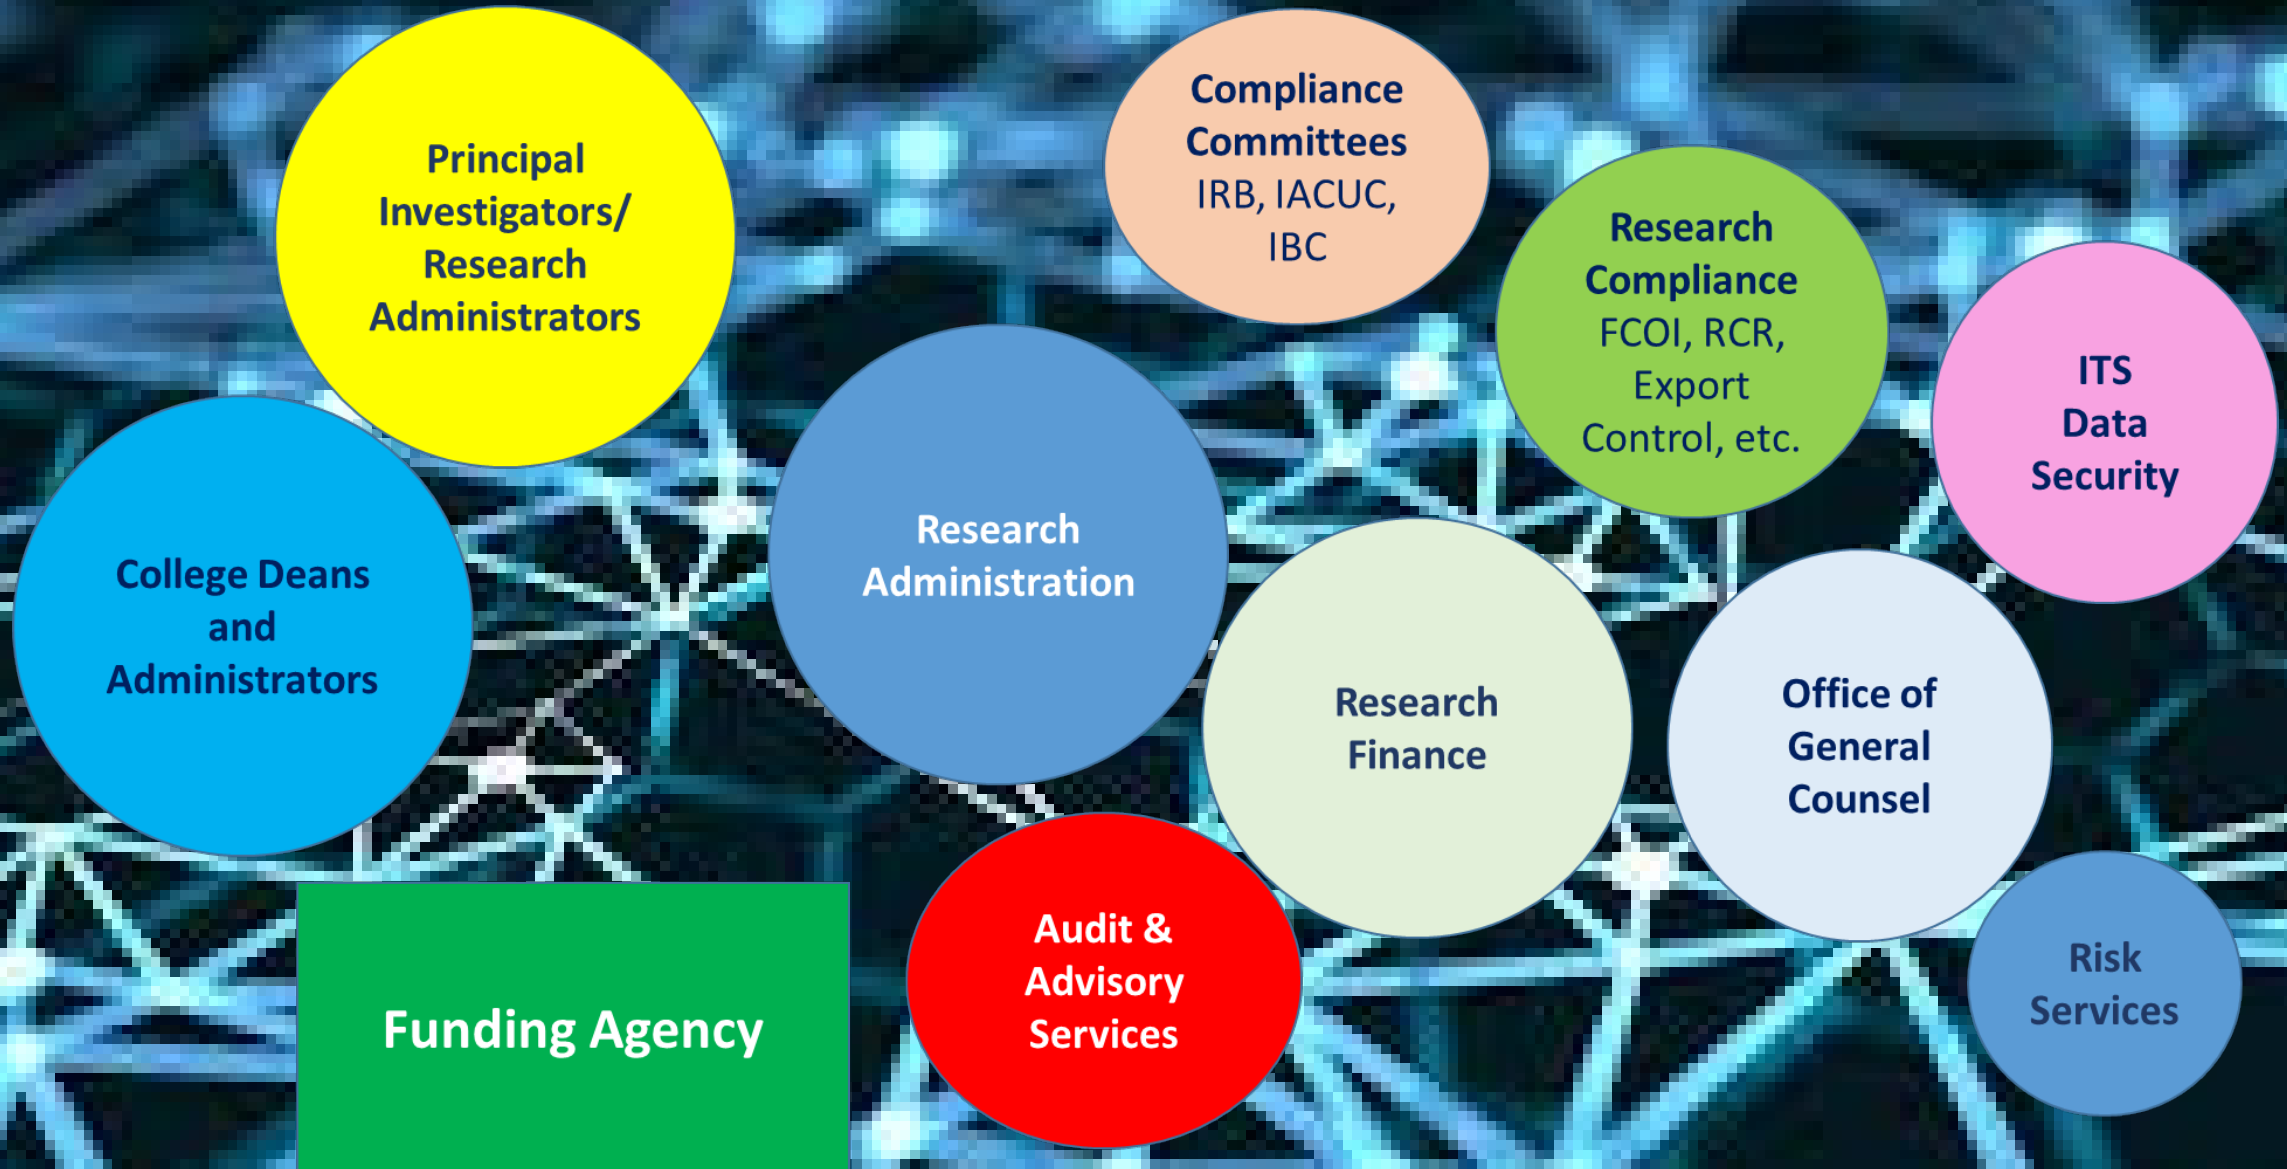 Principal
Investigators/
Research
Administrators
Compliance
Committees
IRB, IACUC,
IBC
Research
Compliance
FCOI, RCR,
Export
Control, etc.
ITS
Data
Security
College Deans
and
Administrators
Research
Administration
Research
Finance
Office of
General
Counsel
Funding Agency
Audit &
Advisory
Services
Risk
Services